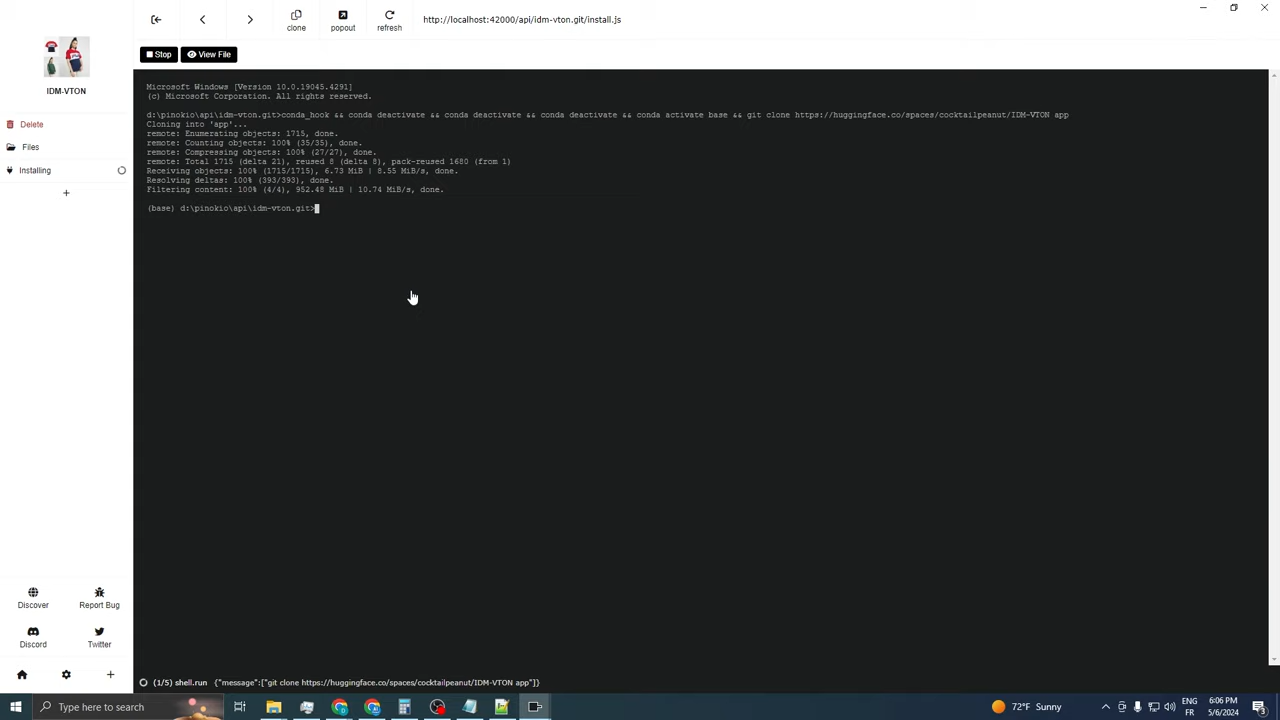 clone
popout
refresh
http://localhost:42000/api/idm-vton.git/install.js
Stop
View File
IDM-VTON
Delete
Files
Installing
Microsoft Windows [Version 10.0.19045.4291]
(c) Microsoft Corporation. All rights reserved.
d:\pinokio\api\idm-vton.git>conda_hook && conda deactivate && conda deactivate && conda deactivate && conda activate base && git clone https://huggingface.co/spaces/cocktailpeanut/IDM-VTON app
Cloning into 'app'...
remote: Enumerating objects: 1715, done.
remote: Counting objects: 100% (35/35), done.
remote: Compressing objects: 100% (27/27), done.
remote: Total 1715 (delta 21), reused 8 (delta 8), pack-reused 1680 (from 1)
Receiving objects: 100% (1715/1715), 6.73 MiB | 8.55 MiB/s, done.
Resolving deltas: 100% (393/393), done.
Filtering content: 100% (4/4), 952.48 MiB | 10.74 MiB/s, done.
(base) d:\pinokio\api\idm-vton.git>
Discover
Report Bug
Discord
Twitter
(1/5) shell.run {"message":["git clone https://huggingface.co/spaces/cocktailpeanut/IDM-VTON app"]}
Type here to search
72°F Sunny
ENG
FR
6:06 PM
5/6/2024